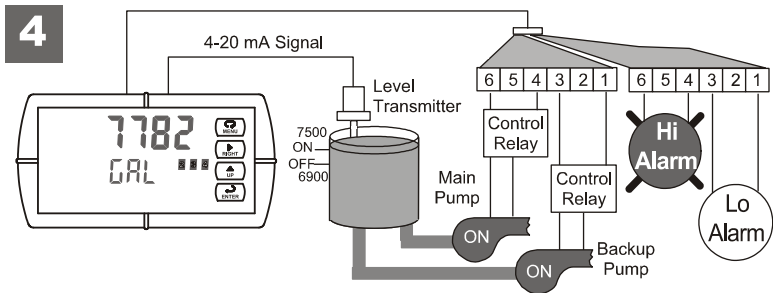 4
4-20 mA Signal
Level
Transmitter
7782
GAL
MENU
RIGHT
UP
ENTER
7500
ON
OFF
6900
6 5 4 3 2 1
6 5 4 3 2 1
Control
Relay
Control
Relay
Main
Pump
ON
Backup
Pump
ON
Hi
Alarm
Lo
Alarm